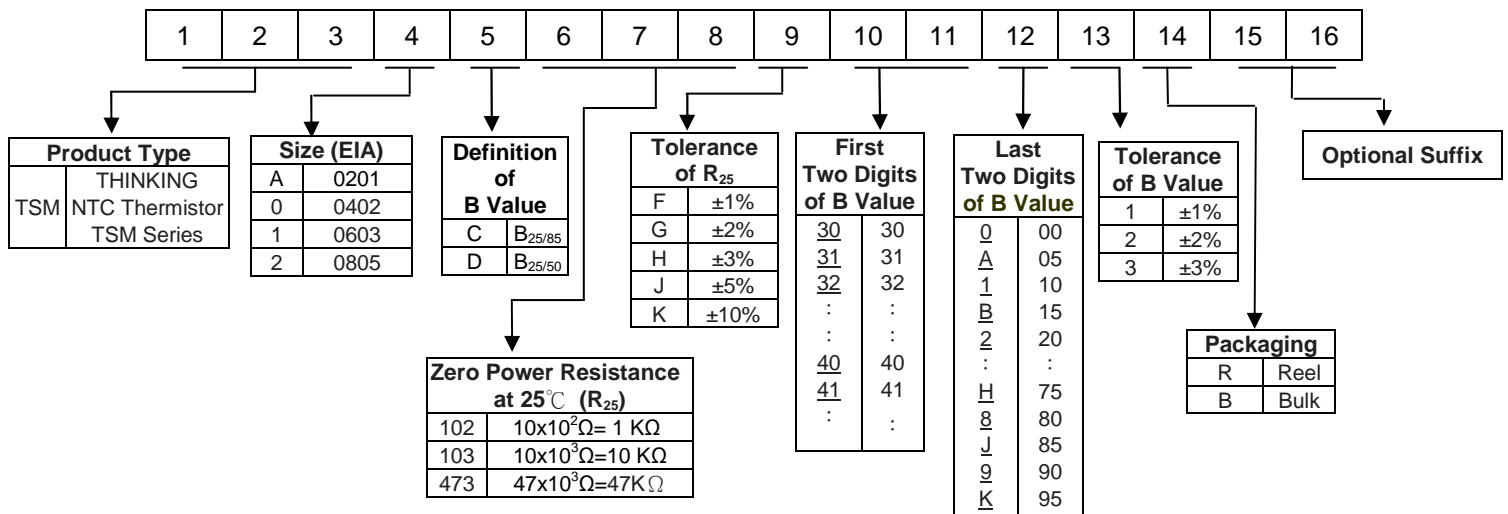 1 2 3 4 5 6 7 8 9 10 11 12 13 14 15 16
Product Type
TSM THINKING
NTC Thermistor
TSM Series
Size (EIA)
A 0201
0 0402
1 0603
2 0805
Definition
of
B Value
C B25/85
D B25/50
Zero Power Resistance
at 25℃ (R25)
102 10x10²Ω= 1 KΩ
103 10x10³Ω=10 KΩ
473 47x10³Ω=47KΩ
Tolerance
of R25
F ±1%
G ±2%
H ±3%
J ±5%
K ±10%
First
Two Digits
of B Value
30 30
31 31
32 32
: :
: :
40 40
41 41
: :
Last
Two Digits
of B Value
0 00
A 05
1 10
B 15
2 20
: :
H 75
8 80
J 85
9 90
K 95
Tolerance
of B Value
1 ±1%
2 ±2%
3 ±3%
Packaging
R Reel
B Bulk
Optional Suffix